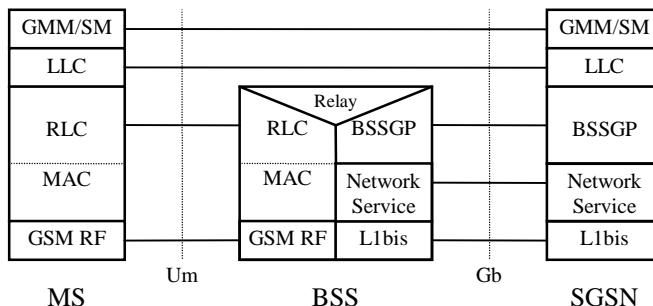 GMM/SM
GMM/SM
LLC
LLC
Relay
RLC
RLC
BSSGP
BSSGP
MAC
MAC
Network
Service
Network
Service
GSM RF
GSM RF
L1bis
L1bis
Um
Gb
MS
BSS
SGSN